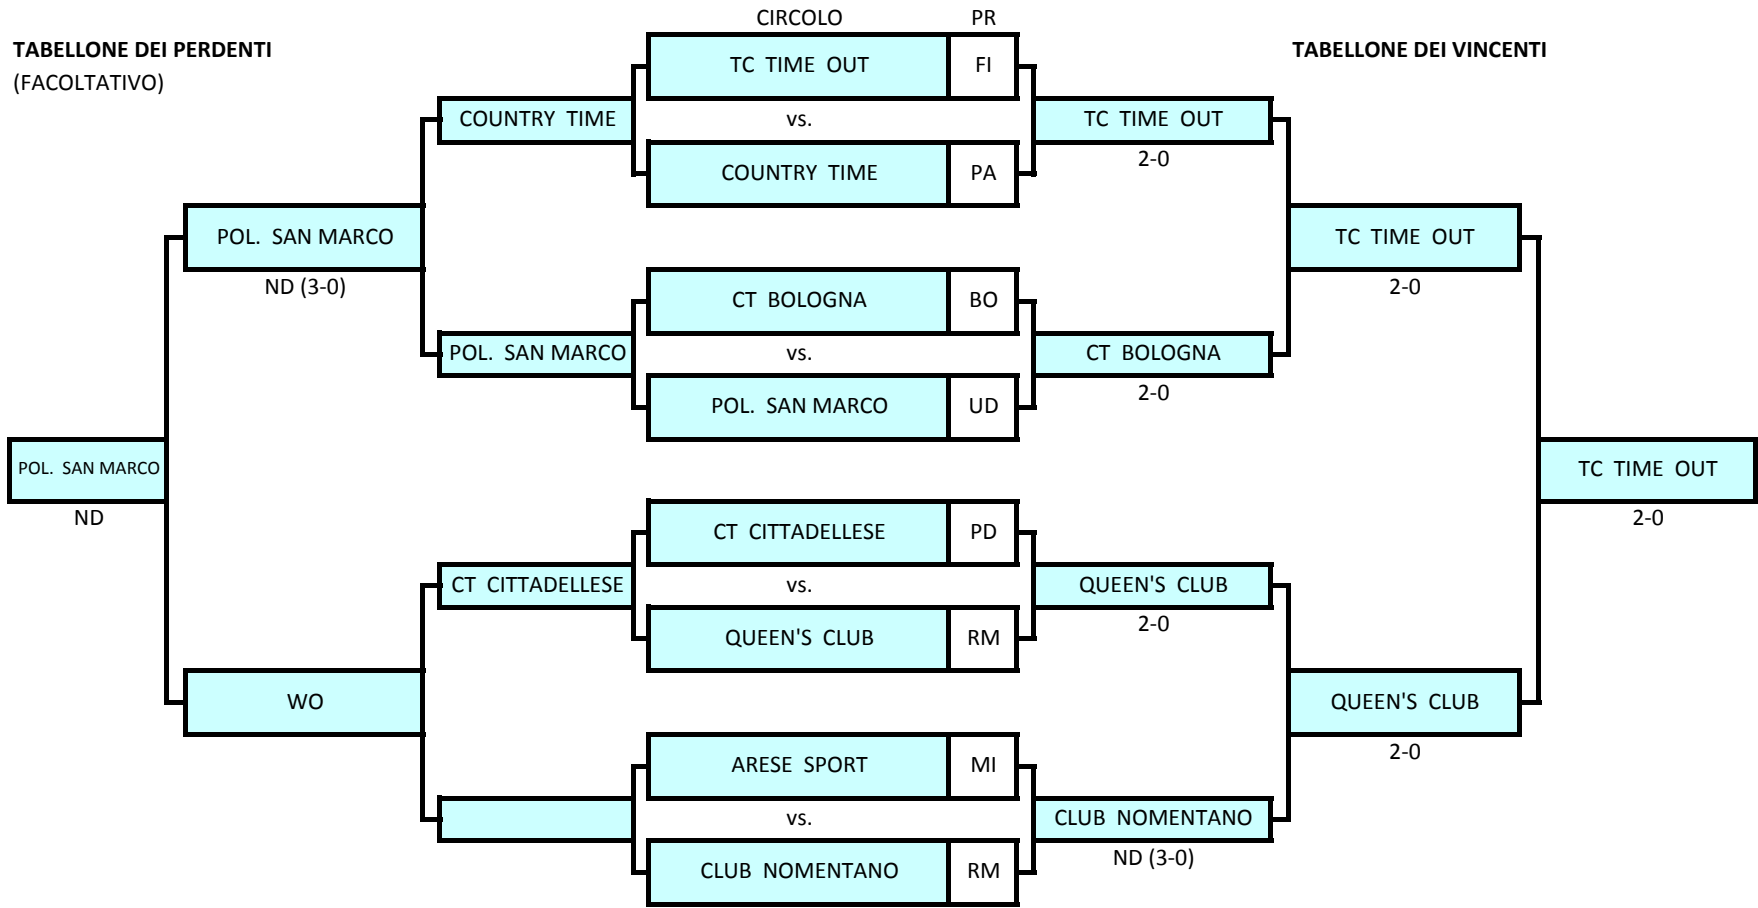 CIRCOLO PR
TABELLONE DEI PERDENTI
(FACOLTATIVO)
TABELLONE DEI VINCENTI
TC TIME OUT FI
COUNTRY TIME vs. TC TIME OUT
2-0
COUNTRY TIME PA
POL. SAN MARCO TC TIME OUT
ND (3-0) 2-0
CT BOLOGNA BO
POL. SAN MARCO vs. CT BOLOGNA
2-0
POL. SAN MARCO UD
POL. SAN MARCO TC TIME OUT
ND 2-0
CT CITTADELLESE PD
CT CITTADELLESE vs. QUEEN'S CLUB
2-0
QUEEN'S CLUB RM
WO QUEEN'S CLUB
2-0
ARESE SPORT MI
vs. CLUB NOMENTANO
ND (3-0)
CLUB NOMENTANO RM